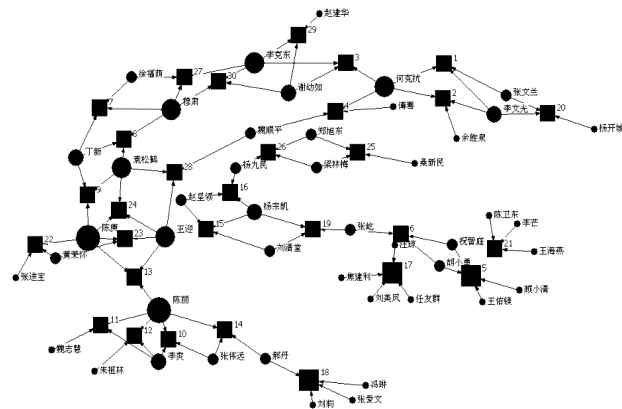 赵建华
29
李克东
3
何克抗
1
徐福荫
27
30
谢幼如
张文兰
2
李文光
20
7
穆肃
4
傅骞
杨开城
8
魏顺平
郑旭东
余胜泉
丁新
袁松鹤
28
26
25
杨九民
梁林梅
桑新民
9
赵呈领
16
24
杨宗凯
陈庚
23
王迎
15
19
张屹
6
陈卫东
李芒
22
黄荣怀
刘清堂
汪琼
祝智庭
21
王海燕
张进宝
13
17
胡小勇
5
焦建利
顾小清
刘美风
任友群
王佑镁
陈丽
11
12
10
14
魏志慧
李爽
张伟远
郝丹
朱祖林
18
冯琳
张爱文
刘莉